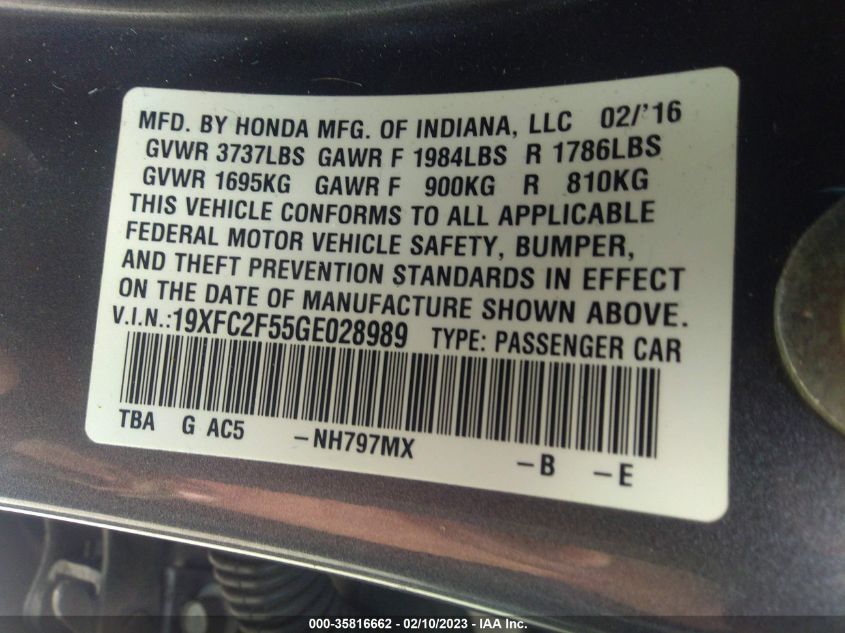 MFD. BY HONDA MFG. OF INDIANA, LLC 02/'16
GVWR 3737LBS GAWR F 1984LBS R 1786LBS
GVWR 1695KG GAWR F 900KG R 810KG
THIS VEHICLE CONFORMS TO ALL APPLICABLE
FEDERAL MOTOR VEHICLE SAFETY, BUMPER,
AND THEFT PREVENTION STANDARDS IN EFFECT
ON THE DATE OF MANUFACTURE SHOWN ABOVE.
V.I.N.:19XFC2F55GE028989 TYPE: PASSENGER CAR
TBA G AC5 -NH797MX -B -E
000-35816662 - 02/10/2023 - IAA Inc.